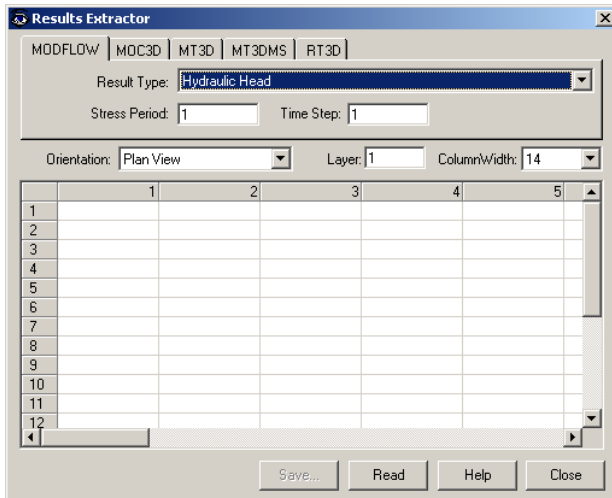 Results Extractor
MODFLOW MOC3D MT3D MT3DMS RT3D
Result Type: Hydraulic Head
Stress Period: 1 Time Step: 1
Orientation: Plan View Layer: 1 ColumnWidth: 14
1 2 3 4 5
1
2
3
4
5
6
7
8
9
10
11
12
Save... Read Help Close